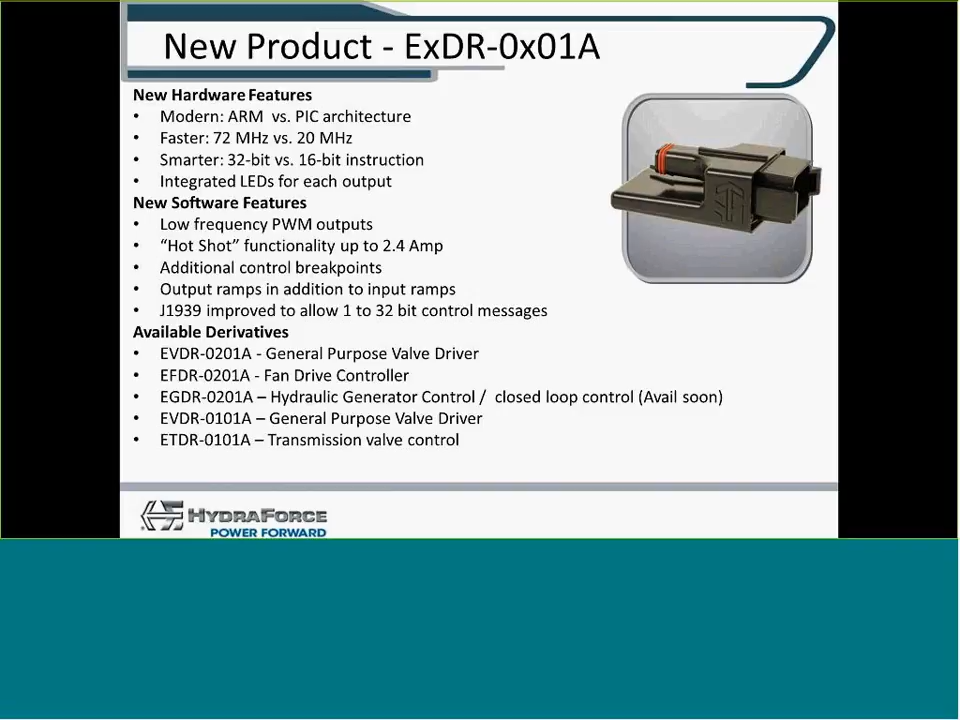 New Product - ExDR-0x01A
New Hardware Features
• Modern: ARM vs. PIC architecture
• Faster: 72 MHz vs. 20 MHz
• Smarter: 32-bit vs. 16-bit instruction
• Integrated LEDs for each output
New Software Features
• Low frequency PWM outputs
• “Hot Shot” functionality up to 2.4 Amp
• Additional control breakpoints
• Output ramps in addition to input ramps
• J1939 improved to allow 1 to 32 bit control messages
Available Derivatives
• EVDR-0201A - General Purpose Valve Driver
• EFDR-0201A - Fan Drive Controller
• EGDR-0201A – Hydraulic Generator Control / closed loop control (Avail soon)
• EVDR-0101A – General Purpose Valve Driver
• ETDR-0101A – Transmission valve control
HYDRAFORCE
POWER FORWARD